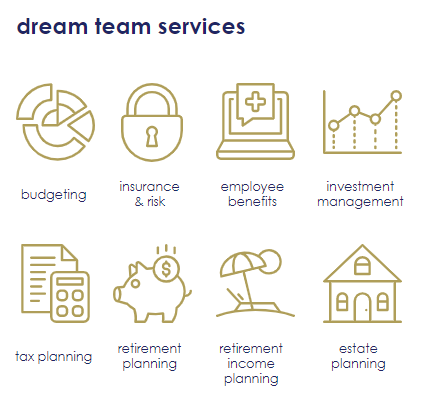 dream team services
budgeting
insurance
& risk
employee
benefits
investment
management
tax planning
retirement
planning
retirement
income
planning
estate
planning